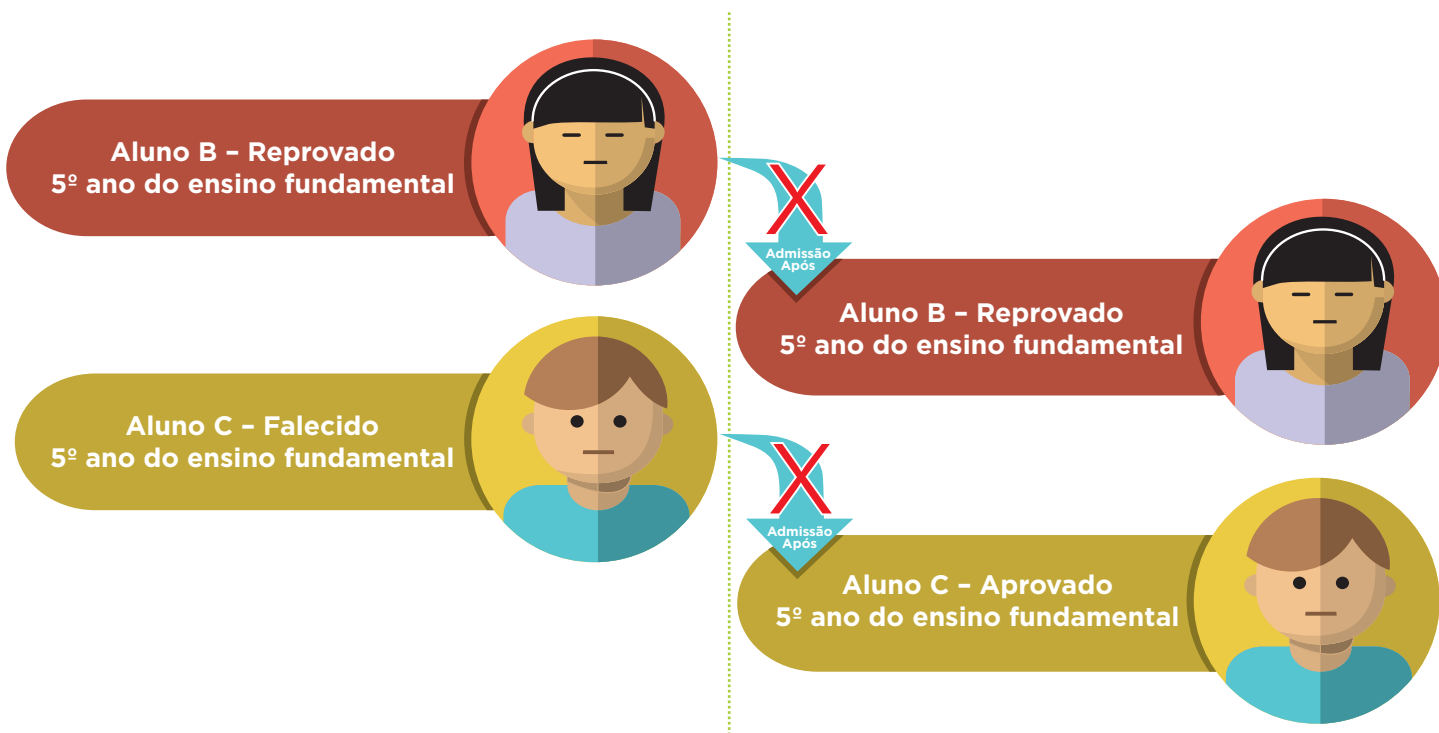 Aluno B – Reprovado
5º ano do ensino fundamental
Admissão
Após
Aluno B – Reprovado
5º ano do ensino fundamental
Aluno C – Falecido
5º ano do ensino fundamental
Admissão
Após
Aluno C – Aprovado
5º ano do ensino fundamental